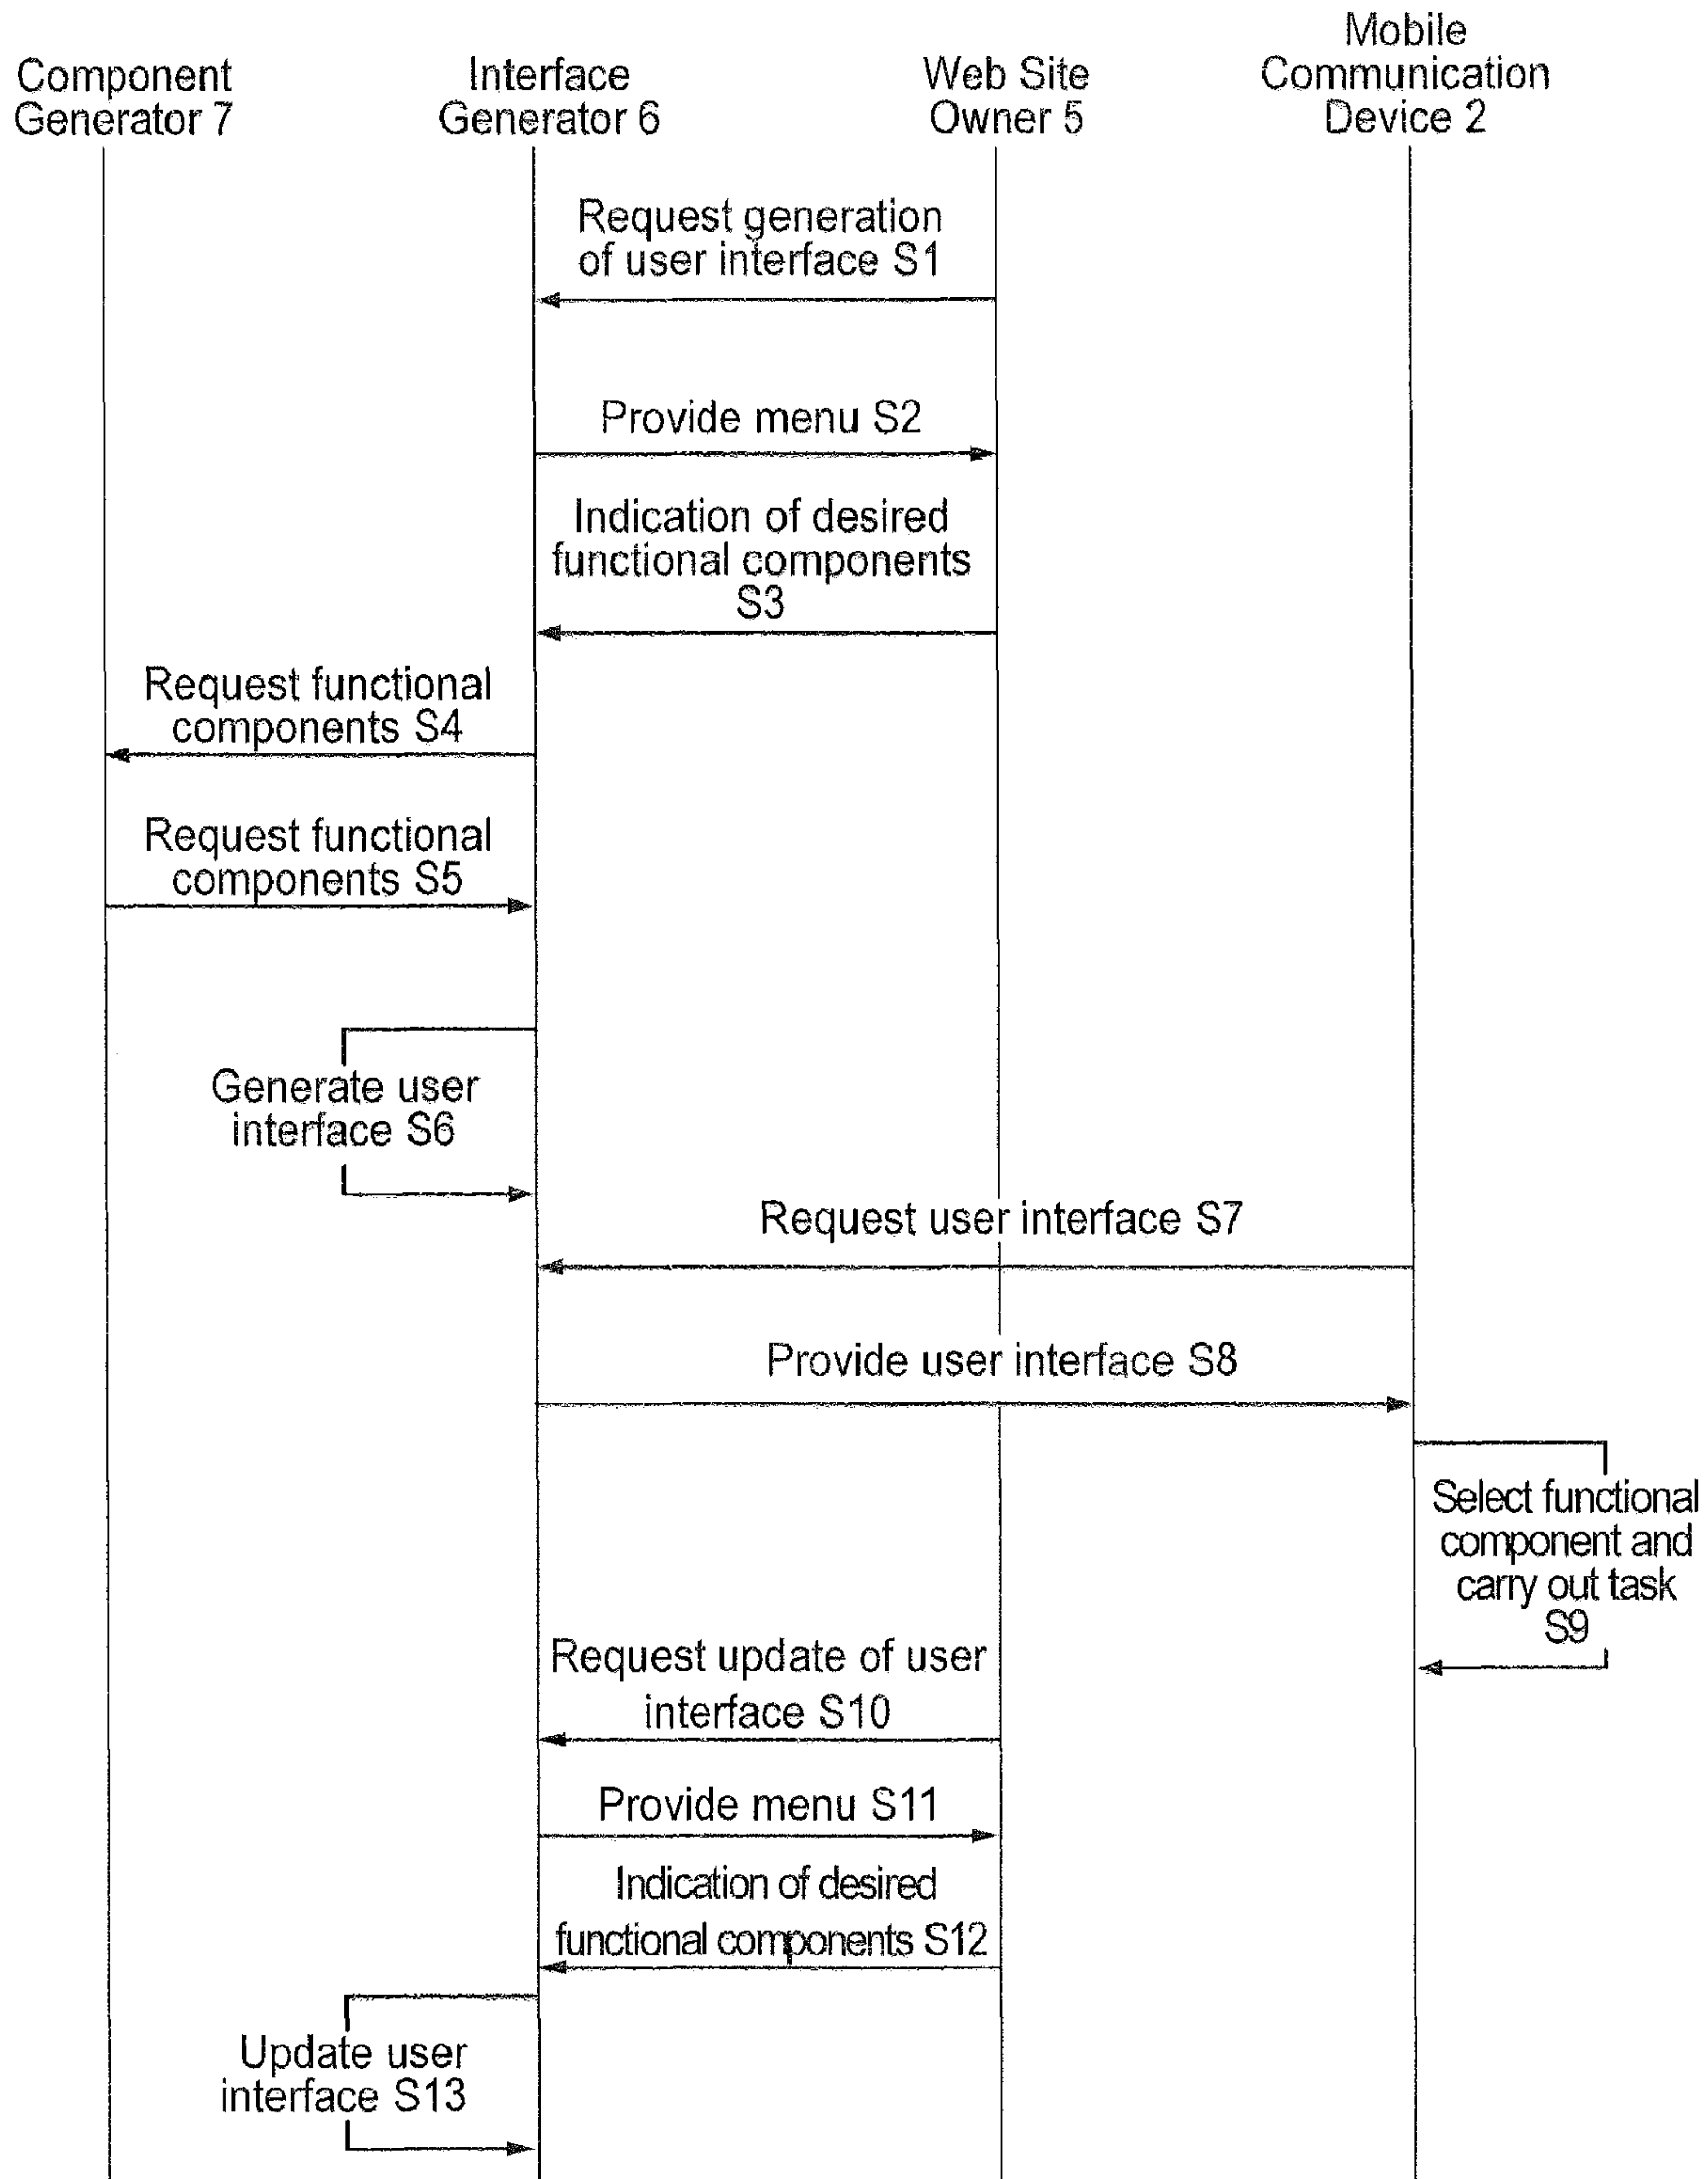 Component
Generator 7
Interface
Generator 6
Web Site
Owner 5
Mobile
Communication
Device 2
Request generation
of user interface S1
Provide menu S2
Indication of desired
functional components
S3
Request functional
components S4
Request functional
components S5
Generate user
interface S6
Request user interface S7
Provide user interface S8
Select functional
component and
carry out task
S9
Request update of user
interface S10
Provide menu S11
Indication of desired
functional components S12
Update user
interface S13